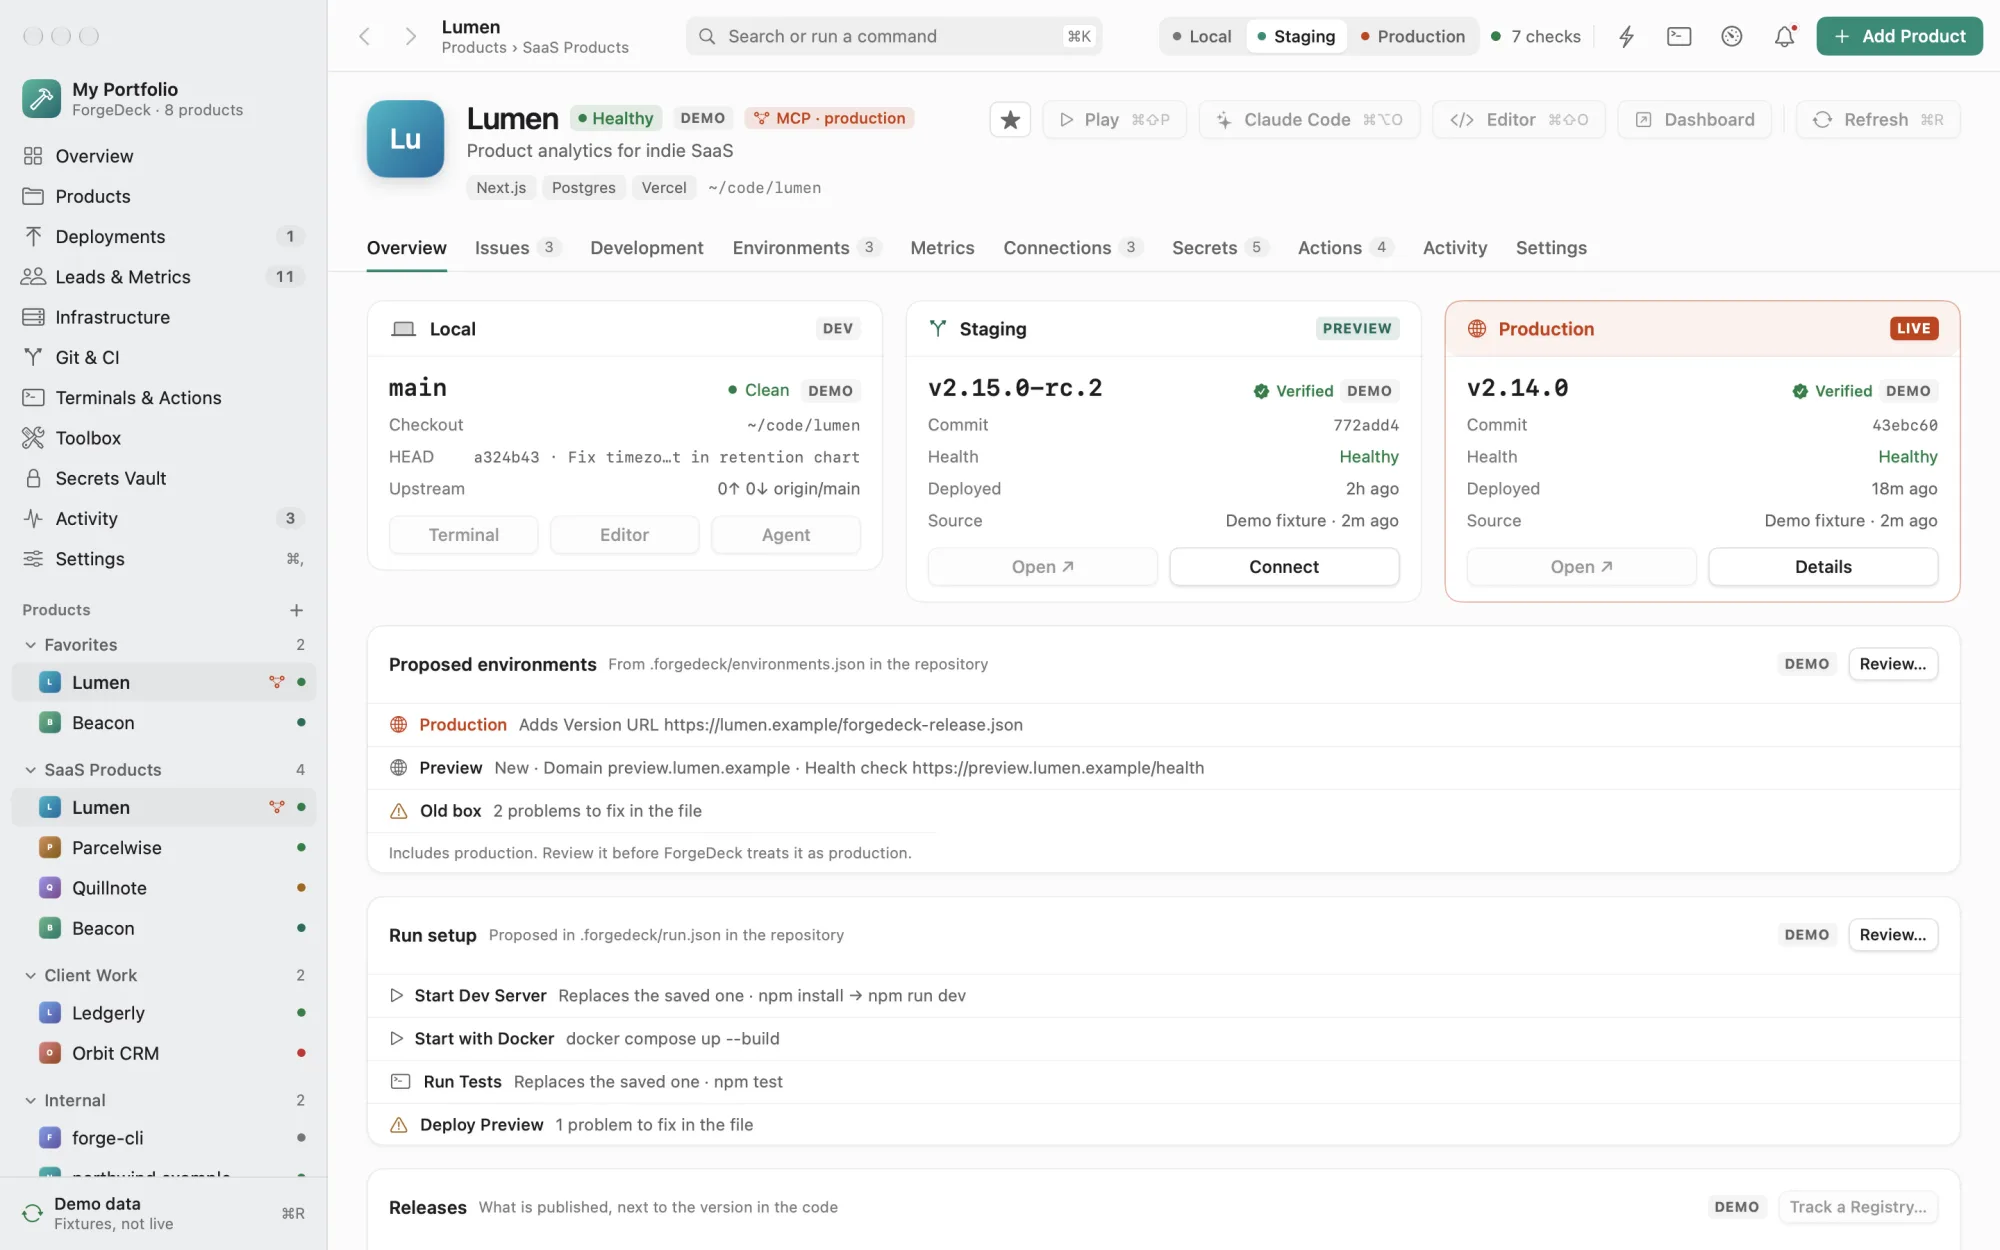 Lumen
Products › SaaS Products
Search or run a command ⌘K
Local Staging Production 7 checks
Add Product
My Portfolio
ForgeDeck · 8 products
Overview
Products
Deployments 1
Leads & Metrics 11
Infrastructure
Git & CI
Terminals & Actions
Toolbox
Secrets Vault
Activity 3
Settings ⌘,
Products
Favorites 2
L Lumen
B Beacon
SaaS Products 4
L Lumen
P Parcelwise
Q Quillnote
B Beacon
Client Work 2
L Ledgerly
O Orbit CRM
Internal 2
F forge-cli
Demo data
Fixtures, not live
⌘R
Lu
Lumen Healthy DEMO MCP · production
Product analytics for indie SaaS
Next.js Postgres Vercel ~/code/lumen
Play ⌘⇧P Claude Code ⌘⌥O Editor ⌘⇧O Dashboard Refresh ⌘R
Overview Issues 3 Development Environments 3 Metrics Connections 3 Secrets 5 Actions 4 Activity Settings
Local DEV
main Clean DEMO
Checkout ~/code/lumen
HEAD a324b43 · Fix timezo…t in retention chart
Upstream 0↑ 0↓ origin/main
Terminal Editor Agent
Staging PREVIEW
v2.15.0-rc.2 Verified DEMO
Commit 772add4
Health Healthy
Deployed 2h ago
Source Demo fixture · 2m ago
Open ↗ Connect
Production LIVE
v2.14.0 Verified DEMO
Commit 43ebc60
Health Healthy
Deployed 18m ago
Source Demo fixture · 2m ago
Open ↗ Details
Proposed environments From .forgedeck/environments.json in the repository DEMO Review...
Production Adds Version URL https://lumen.example/forgedeck-release.json
Preview New · Domain preview.lumen.example · Health check https://preview.lumen.example/health
Old box 2 problems to fix in the file
Includes production. Review it before ForgeDeck treats it as production.
Run setup Proposed in .forgedeck/run.json in the repository DEMO Review...
Start Dev Server Replaces the saved one · npm install → npm run dev
Start with Docker docker compose up --build
Run Tests Replaces the saved one · npm test
Deploy Preview 1 problem to fix in the file
Releases What is published, next to the version in the code DEMO Track a Registry...